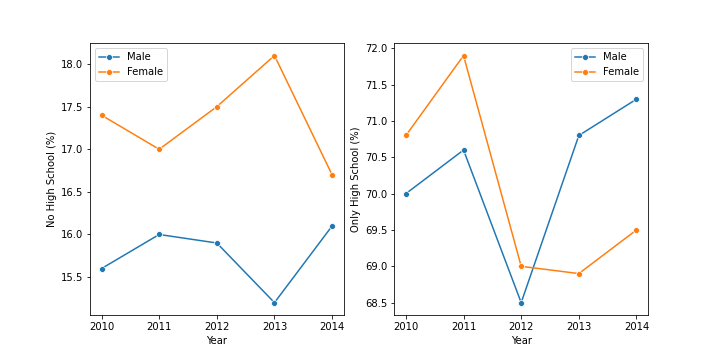 Male
Female
18.0
17.5
17.0
16.5
16.0
15.5
No High School (%)
2010 2011 2012 2013 2014
Year
Male
Female
72.0
71.5
71.0
70.5
70.0
69.5
69.0
68.5
Only High School (%)
2010 2011 2012 2013 2014
Year